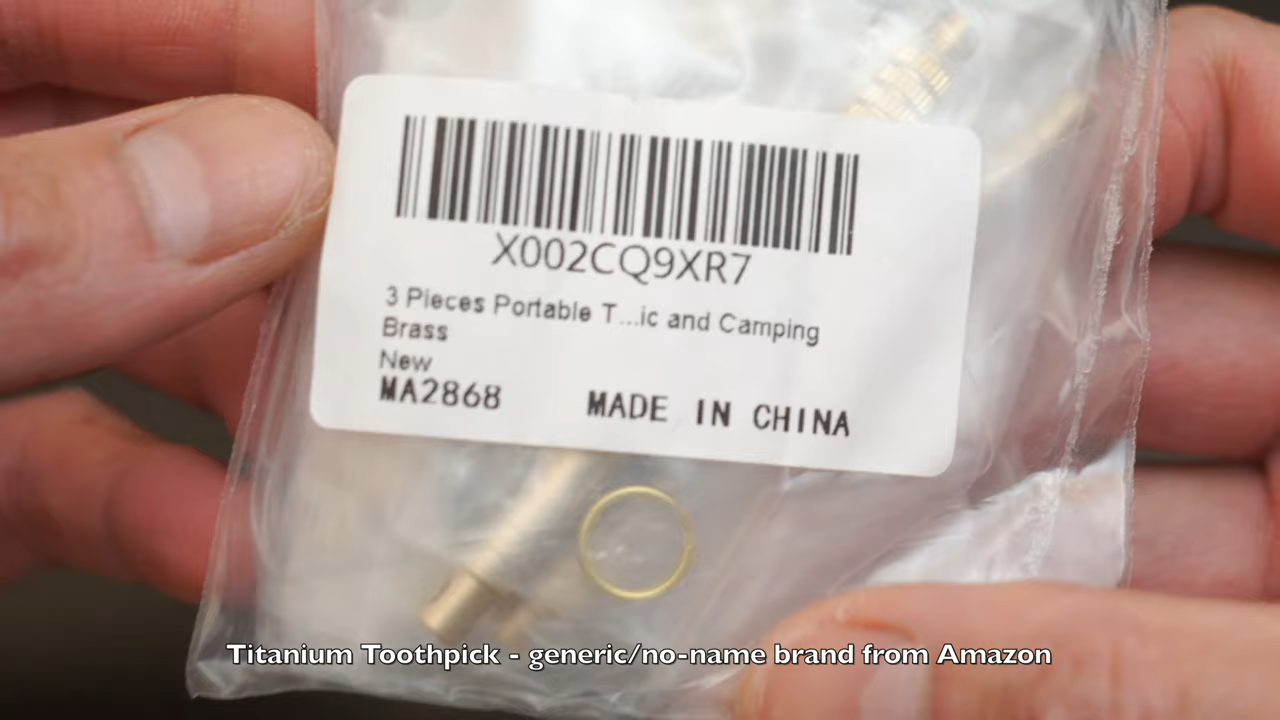 X002CQ9XR7
3 Pieces Portable T...ic and Camping
Brass
New
MA2868 MADE IN CHINA
Titanium Toothpick - generic/no-name brand from Amazon